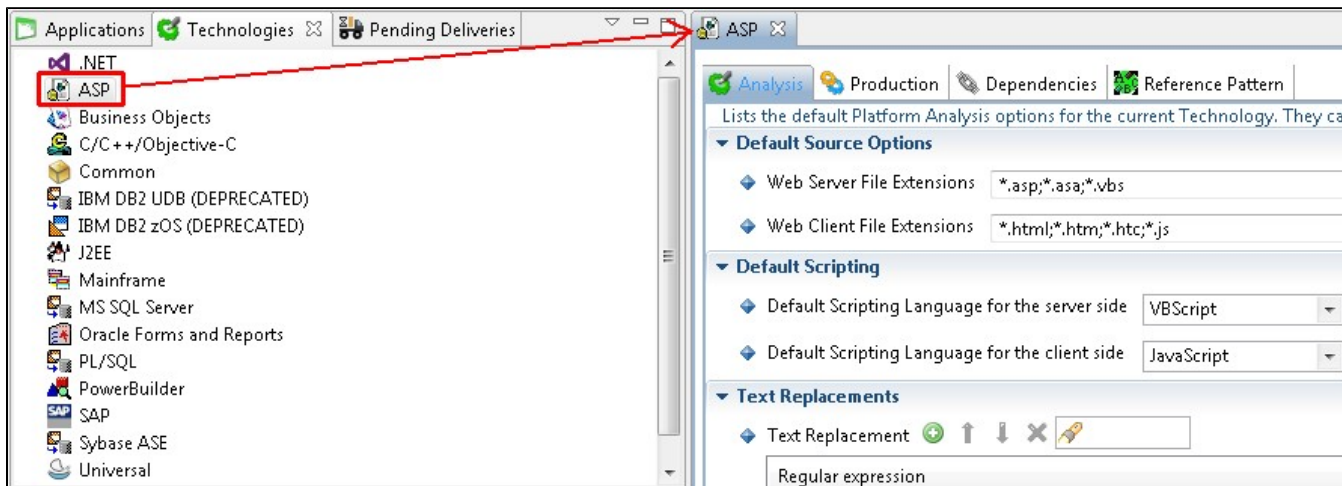 Applications Technologies Pending Deliveries
.NET
ASP
Business Objects
C/C++/Objective-C
Common
IBM DB2 UDB (DEPRECATED)
IBM DB2 zOS (DEPRECATED)
J2EE
Mainframe
MS SQL Server
Oracle Forms and Reports
PL/SQL
PowerBuilder
SAP SAP
Sybase ASE
Universal
ASP
Analysis Production Dependencies Reference Pattern
Lists the default Platform Analysis options for the current Technology. They ca
Default Source Options
Web Server File Extensions *.asp;*.asa;*.vbs
Web Client File Extensions *.html;*.htm;*.htc;*.js
Default Scripting
Default Scripting Language for the server side VBScript
Default Scripting Language for the client side JavaScript
Text Replacements
Text Replacement
Regular expression